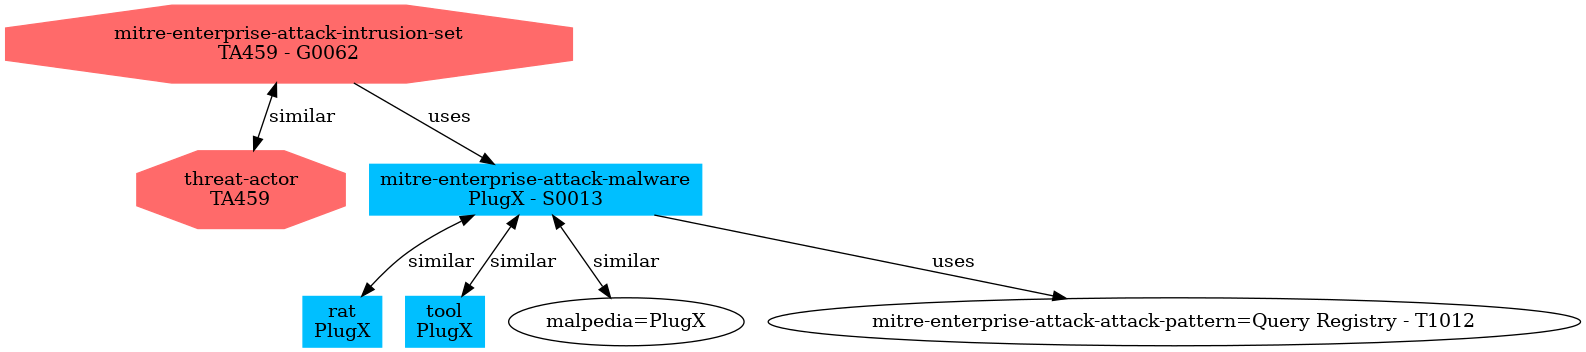 mitre-enterprise-attack-intrusion-set
TA459 - G0062
similar
uses
threat-actor
TA459
mitre-enterprise-attack-malware
PlugX - S0013
similar
similar
similar
uses
rat
PlugX
tool
PlugX
malpedia=PlugX
mitre-enterprise-attack-attack-pattern=Query Registry - T1012